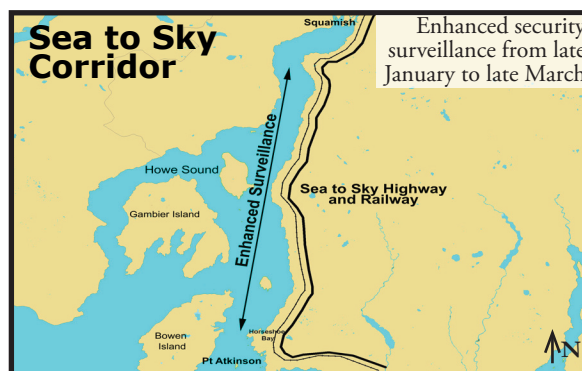 Squamish
Sea to Sky
Corridor
Enhanced security
surveillance from late
January to late March
Enhanced Surveillance
Howe Sound
Sea to Sky Highway
and Railway
Gambier Island
Bowen
Island
Horseshoe
Bay
Pt Atkinson
N